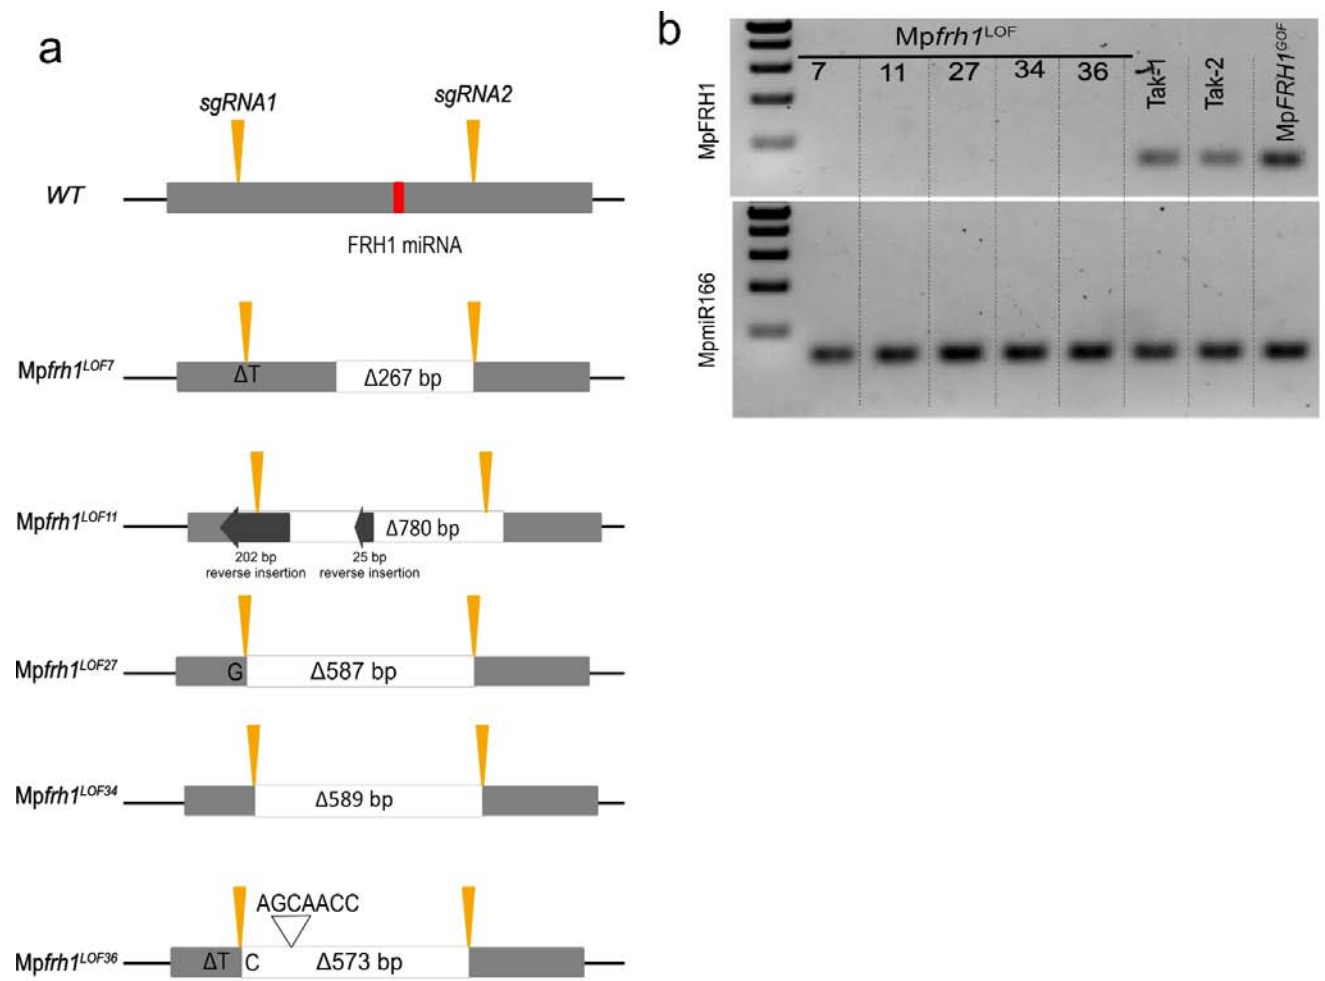 a
sgRNA1
sgRNA2
WT
FRH1 miRNA
Mpfrh1LOF7
ΔT
Δ267 bp
Mpfrh1LOF11
Δ780 bp
202 bp
reverse insertion
25 bp
reverse insertion
Mpfrh1LOF27
G
Δ587 bp
Mpfrh1LOF34
Δ589 bp
AGCAACC
Mpfrh1LOF36
ΔT
C
Δ573 bp
b
Mpfrh1LOF
7 11 27 34 36
Tak-1
Tak-2
MpFRH1GOF
MpFRH1
MpmiR166